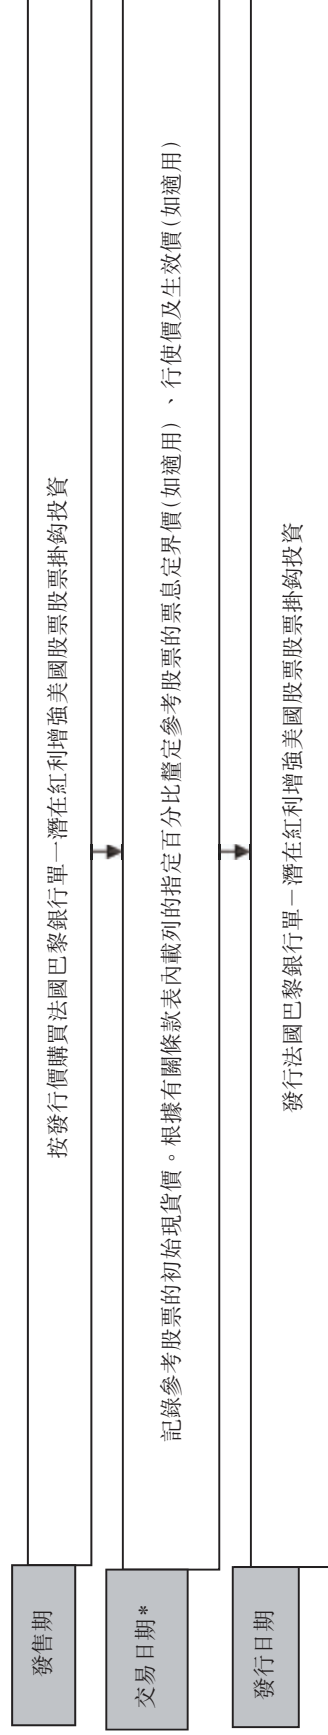 發售期
按發行價購買法國巴黎銀行單一潛在紅利增強美國股票股票掛鈎投資
交易日期*
記錄參考股票的初始現貨價。根據有關條款表內載列的指定百分比釐定參考股票的票息定界價(如適用)、行使價及生效價(如適用)
發行日期
發行法國巴黎銀行單一潛在紅利增強美國股票股票掛鈎投資